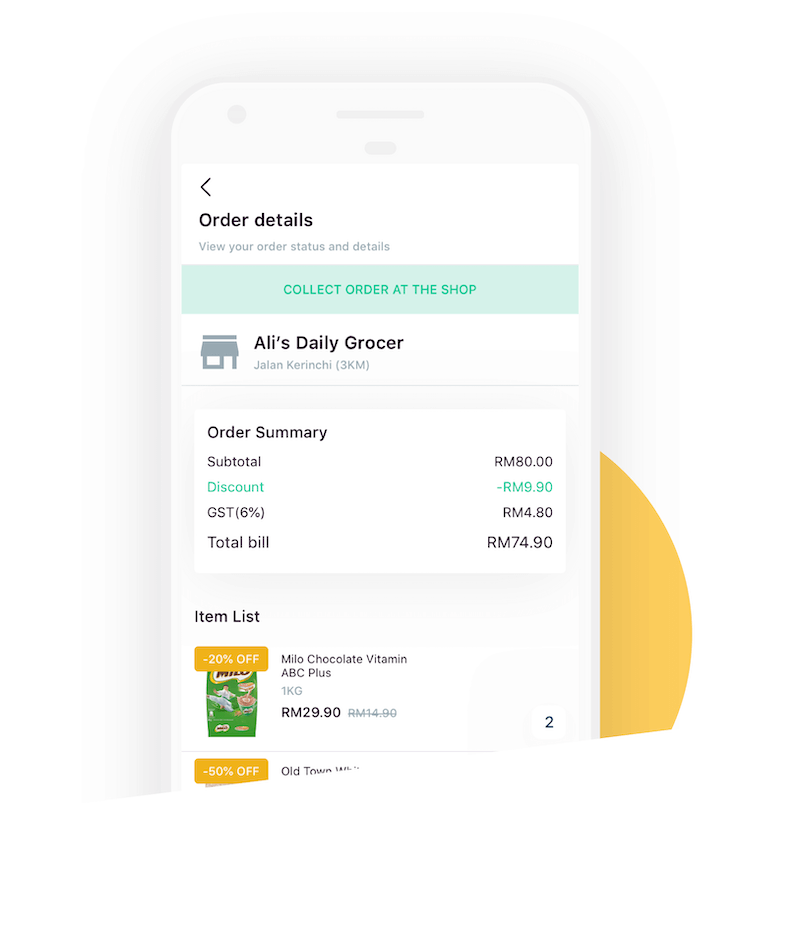 Order details
View your order status and details
COLLECT ORDER AT THE SHOP
Ali's Daily Grocer
Jalan Kerinchi (3KM)
Order Summary
Subtotal RM80.00
Discount -RM9.90
GST(6%) RM4.80
Total bill RM74.90
Item List
-20% OFF
MILO
Milo Chocolate Vitamin
ABC Plus
1KG
RM29.90 RM14.90
2
-50% OFF
Old Town